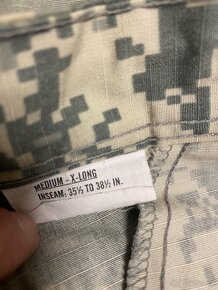 MEDIUM - X-LONG
INSEAM: 35½ TO 38½ IN.